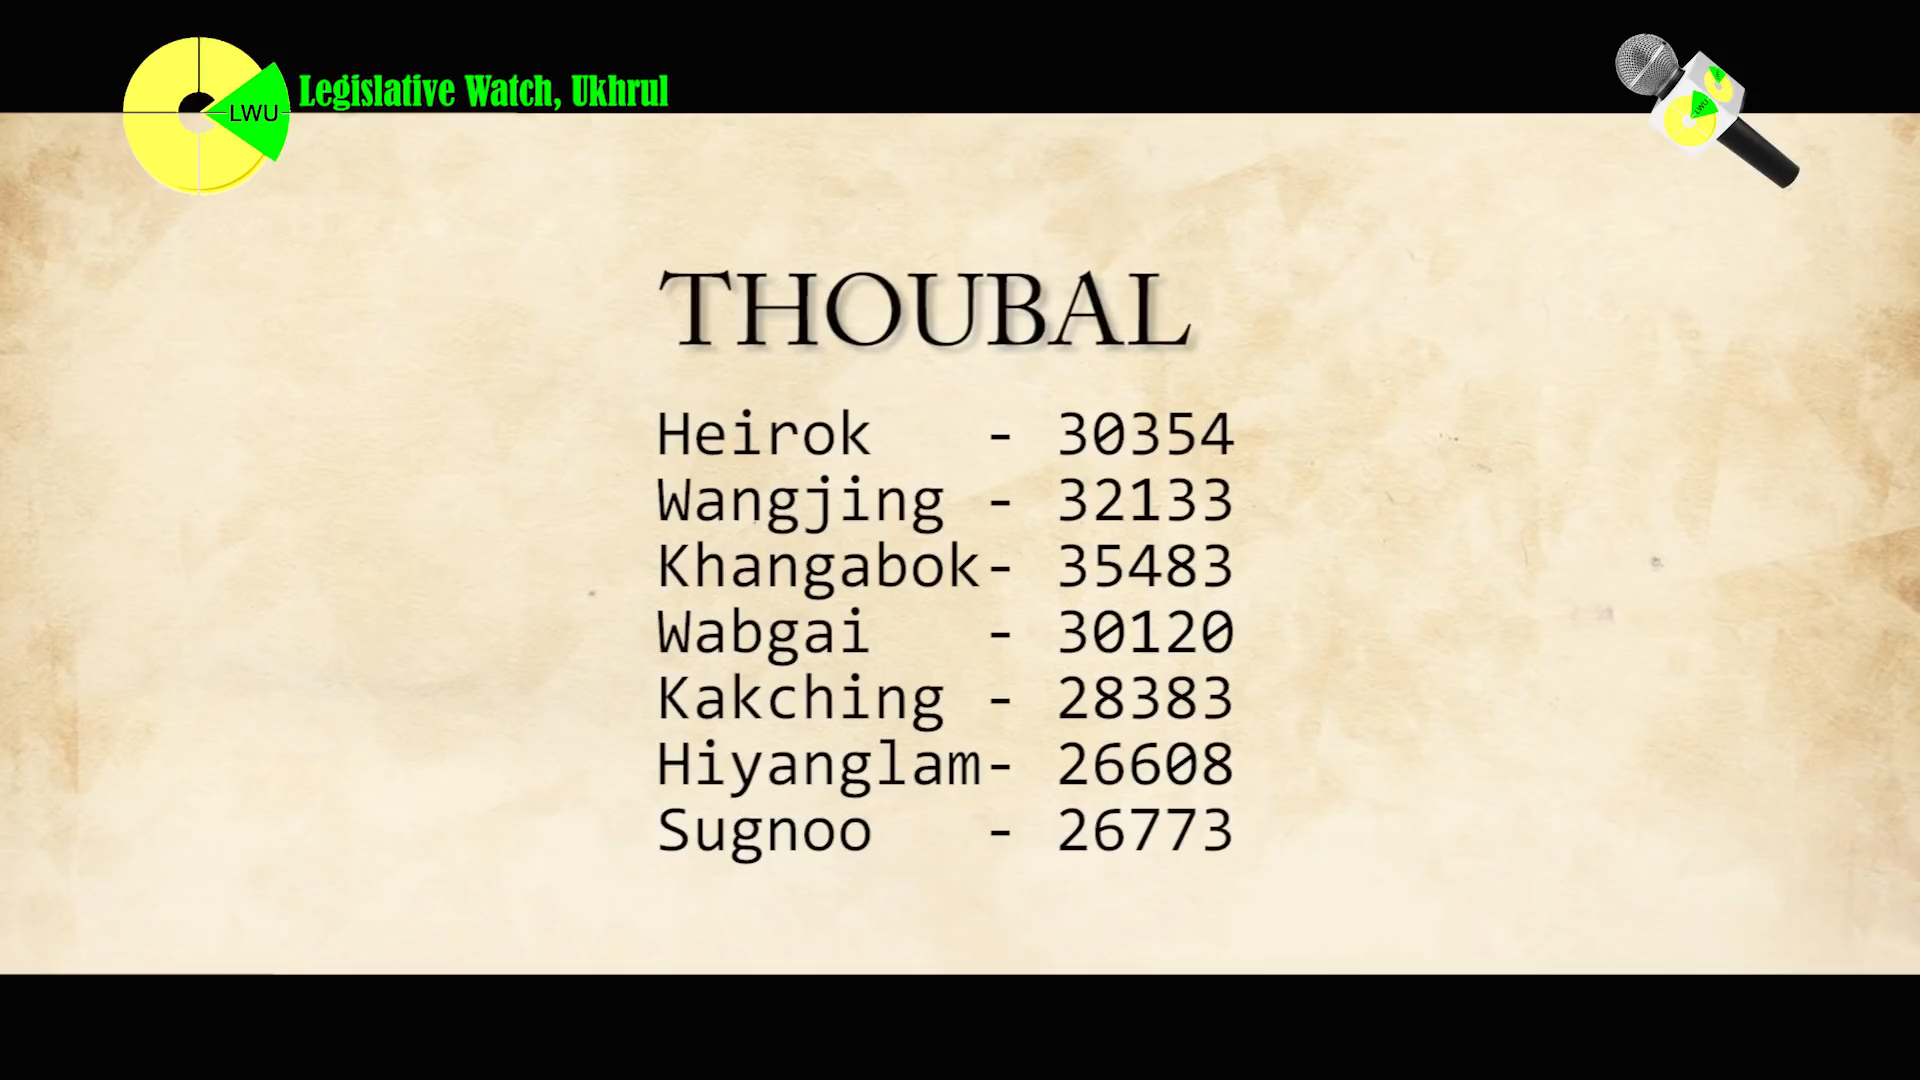 LWU Legislative Watch, Ukhrul
LWU
THOUBAL
Heirok - 30354
Wangjing - 32133
Khangabok- 35483
Wabgai - 30120
Kakching - 28383
Hiyanglam- 26608
Sugnoo - 26773